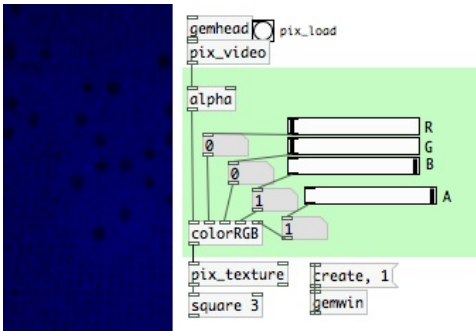 gemhead pix_load
pix_video
alpha
R
0 G
B
0
1 A
1
colorRGB
pix_texture create, 1
square 3 gemwin